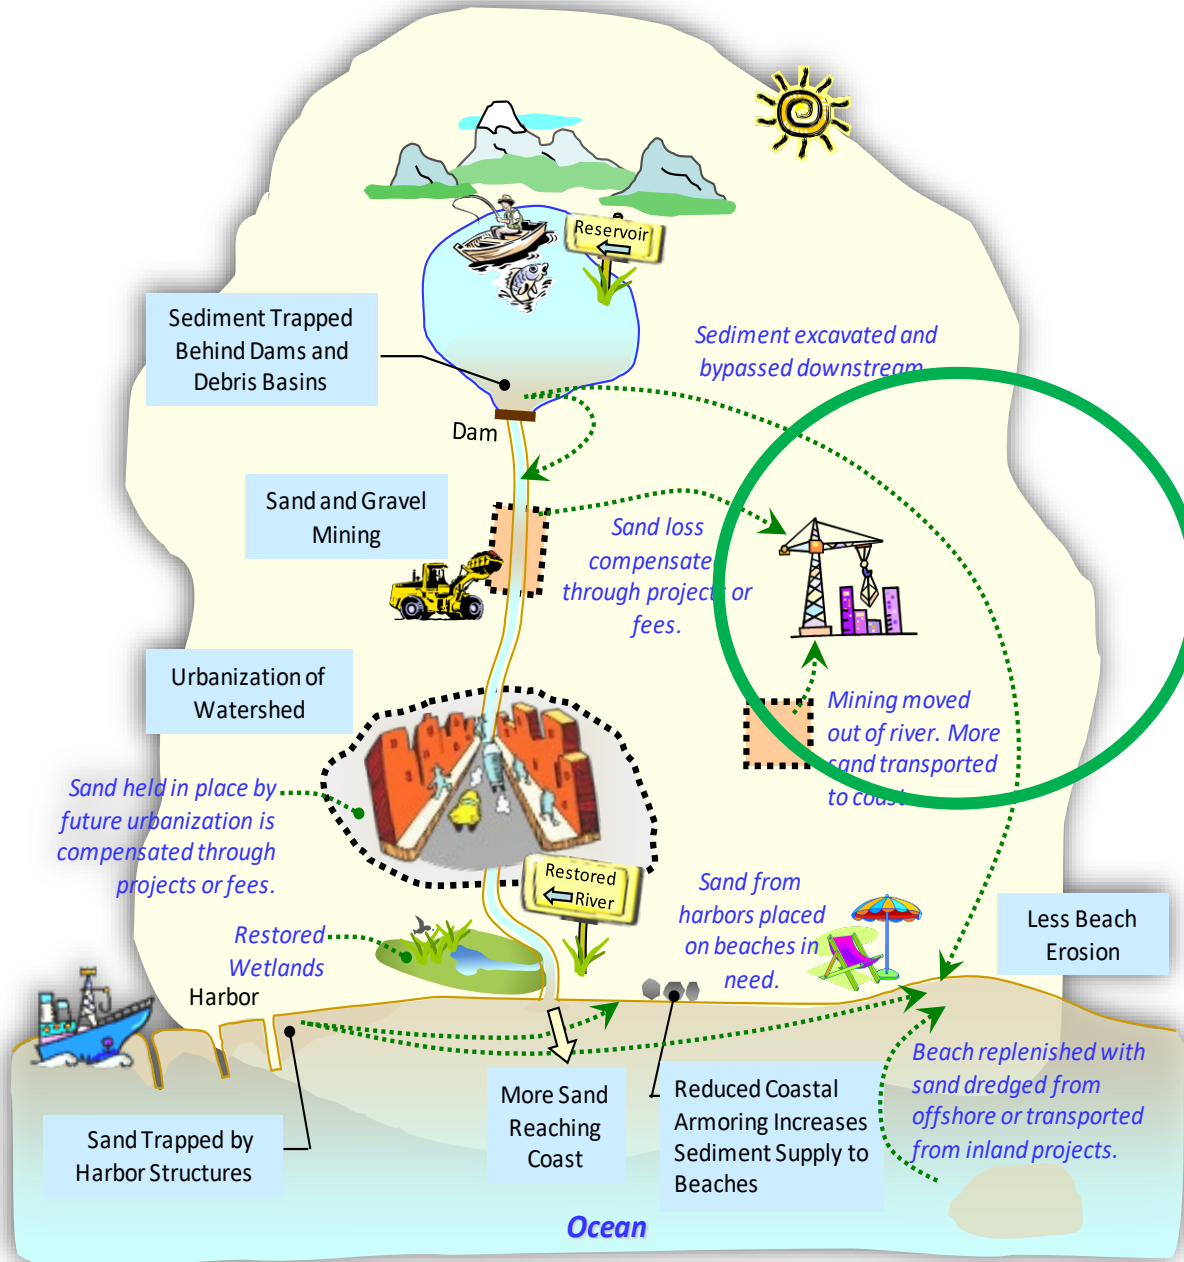 Reservoir
Sediment Trapped
Behind Dams and
Debris Basins
Sediment excavated and
bypassed downstream
Dam
Sand and Gravel
Mining
Sand loss
compensate
through projects or
fees.
Urbanization of
Watershed
Mining moved
out of river. More
sand transported
to coast
Sand held in place by
future urbanization is
compensated through
projects or fees.
Restored
River
Sand from
harbors placed
on beaches in
need.
Less Beach
Erosion
Restored
Wetlands
Harbor
Beach replenished with
sand dredged from
offshore or transported
from inland projects.
More Sand
Reaching
Coast
Reduced Coastal
Armoring Increases
Sediment Supply to
Beaches
Sand Trapped by
Harbor Structures
Ocean